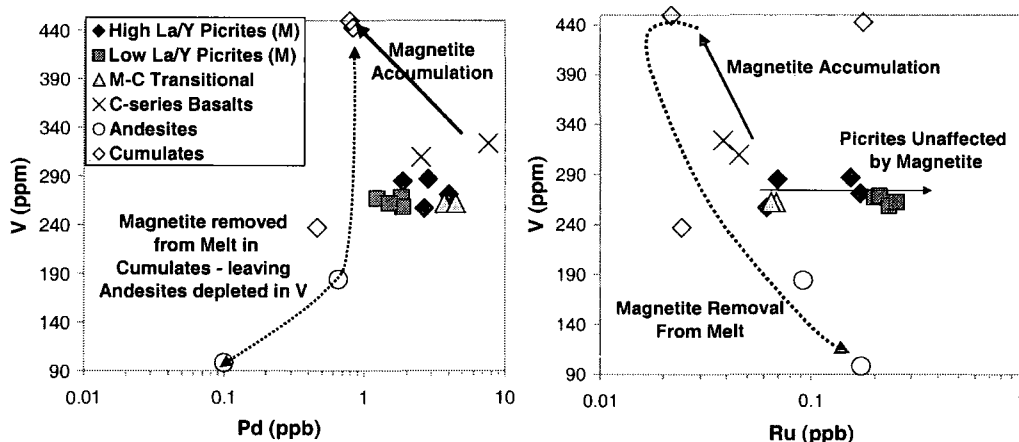 High La/Y Picrites (M)
Low La/Y Picrites (M)
M-C Transitional
C-series Basalts
Andesites
Cumulates
Magnetite
Accumulation
Magnetite removed
from Melt in
Cumulates - leaving
Andesites depleted in V
V (ppm)
440
390
340
290
240
190
140
90
0.01
0.1
1
10
Pd (ppb)
Magnetite Accumulation
Picrites Unaffected
by Magnetite
Magnetite Removal
From Melt
V (ppm)
440
390
340
290
240
190
140
90
0.01
0.1
1
Ru (ppb)